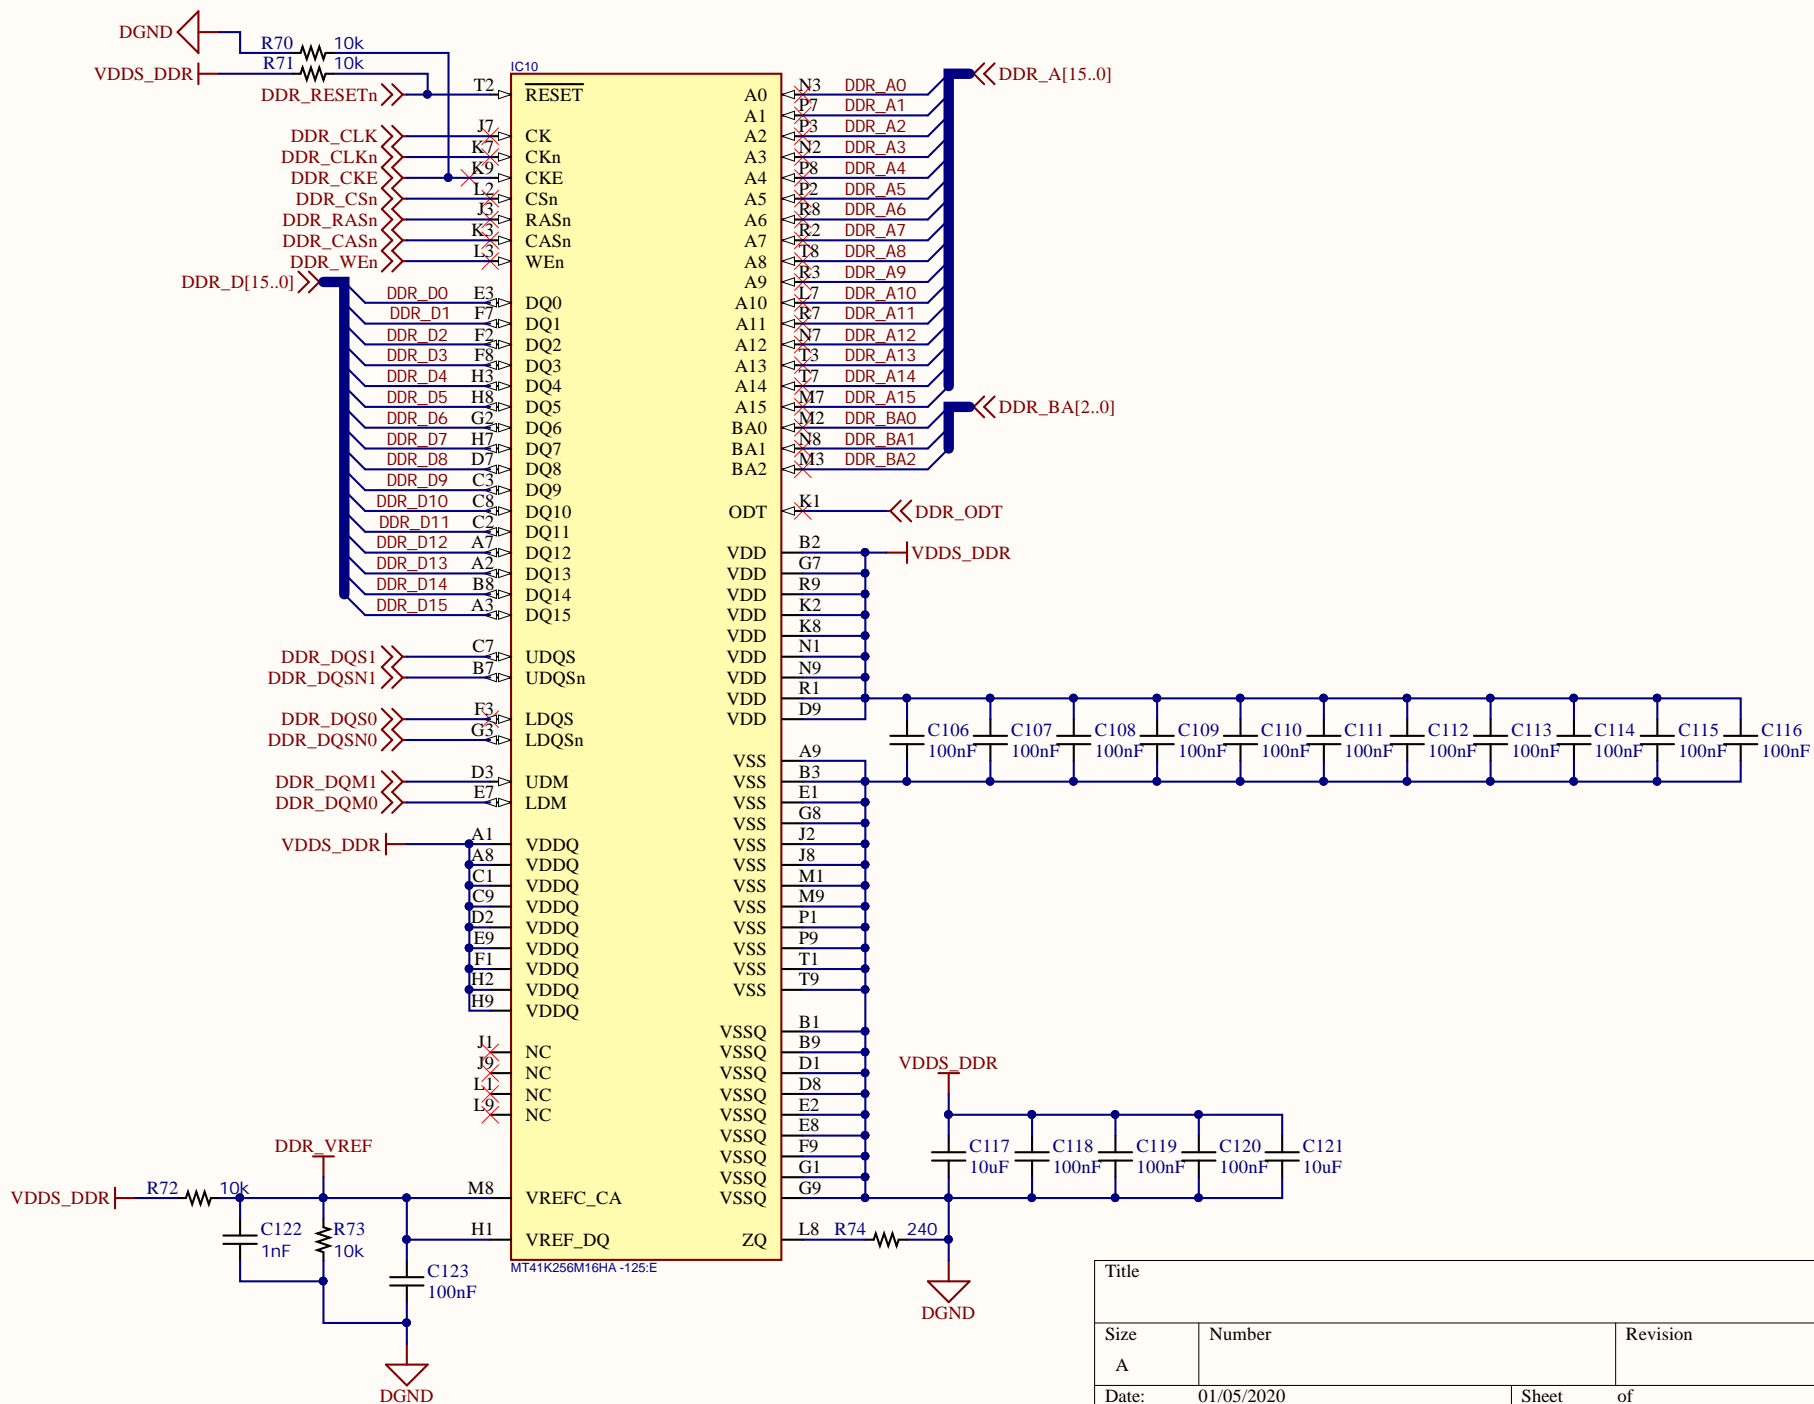 DGND
R70 10k
R71 10k
VDDS_DDR
DDR_RESETn
T2
IC10
RESET
DDR_CLK J7 CK
DDR_CLKn K7 CKn
DDR_CKE K9 CKE
DDR_CSn L2 CSn
DDR_RASn J3 RASn
DDR_CASn K3 CASn
DDR_WEn L3 WEn
DDR_D[15..0]
DDR_D0 E3 DQ0
DDR_D1 F7 DQ1
DDR_D2 F2 DQ2
DDR_D3 F8 DQ3
DDR_D4 H3 DQ4
DDR_D5 H8 DQ5
DDR_D6 G2 DQ6
DDR_D7 H7 DQ7
DDR_D8 D7 DQ8
DDR_D9 C3 DQ9
DDR_D10 C8 DQ10
DDR_D11 C2 DQ11
DDR_D12 A7 DQ12
DDR_D13 A2 DQ13
DDR_D14 B8 DQ14
DDR_D15 A3 DQ15
DDR_DQS1 C7 UDQS
DDR_DQSN1 B7 UDQSn
DDR_DQS0 F3 LDQS
DDR_DQSN0 G3 LDQSn
DDR_DQM1 D3 UDM
DDR_DQM0 E7 LDM
VDDS_DDR A1 VDDQ
A8 VDDQ
C1 VDDQ
C9 VDDQ
D2 VDDQ
E9 VDDQ
F1 VDDQ
H2 VDDQ
H9 VDDQ
J1 NC
J9 NC
L1 NC
L9 NC
DDR_VREF
VDDS_DDR R72 10k
M8 VREFC_CA
C122
1nF
R73
10k
H1 VREF_DQ
C123
100nF
DGND
MT41K256M16HA -125:E
A0 N3 DDR_A0
A1 P7 DDR_A1
A2 P3 DDR_A2
A3 N2 DDR_A3
A4 P8 DDR_A4
A5 P2 DDR_A5
A6 R8 DDR_A6
A7 R2 DDR_A7
A8 T8 DDR_A8
A9 R3 DDR_A9
A10 L7 DDR_A10
A11 R7 DDR_A11
A12 N7 DDR_A12
A13 T3 DDR_A13
A14 T7 DDR_A14
A15 M7 DDR_A15
DDR_A[15..0]
BA0 M2 DDR_BA0
BA1 N8 DDR_BA1
BA2 M3 DDR_BA2
DDR_BA[2..0]
ODT K1 DDR_ODT
VDD B2 VDDS_DDR
VDD G7
VDD R9
VDD K2
VDD K8
VDD N1
VDD N9
VDD R1
VDD D9
C106 C107 C108 C109 C110 C111 C112 C113 C114 C115 C116
100nF 100nF 100nF 100nF 100nF 100nF 100nF 100nF 100nF 100nF 100nF
VSS A9
VSS B3
VSS E1
VSS G8
VSS J2
VSS J8
VSS M1
VSS M9
VSS P1
VSS P9
VSS T1
VSS T9
VSSQ B1
VSSQ B9
VSSQ D1
VSSQ D8
VSSQ E2
VSSQ E8
VSSQ F9
VSSQ G1
VSSQ G9
VDDS_DDR
C117 C118 C119 C120 C121
10uF 100nF 100nF 100nF 10uF
ZQ L8 R74 240
DGND
Title
Size Number Revision
A
Date: 01/05/2020 Sheet of